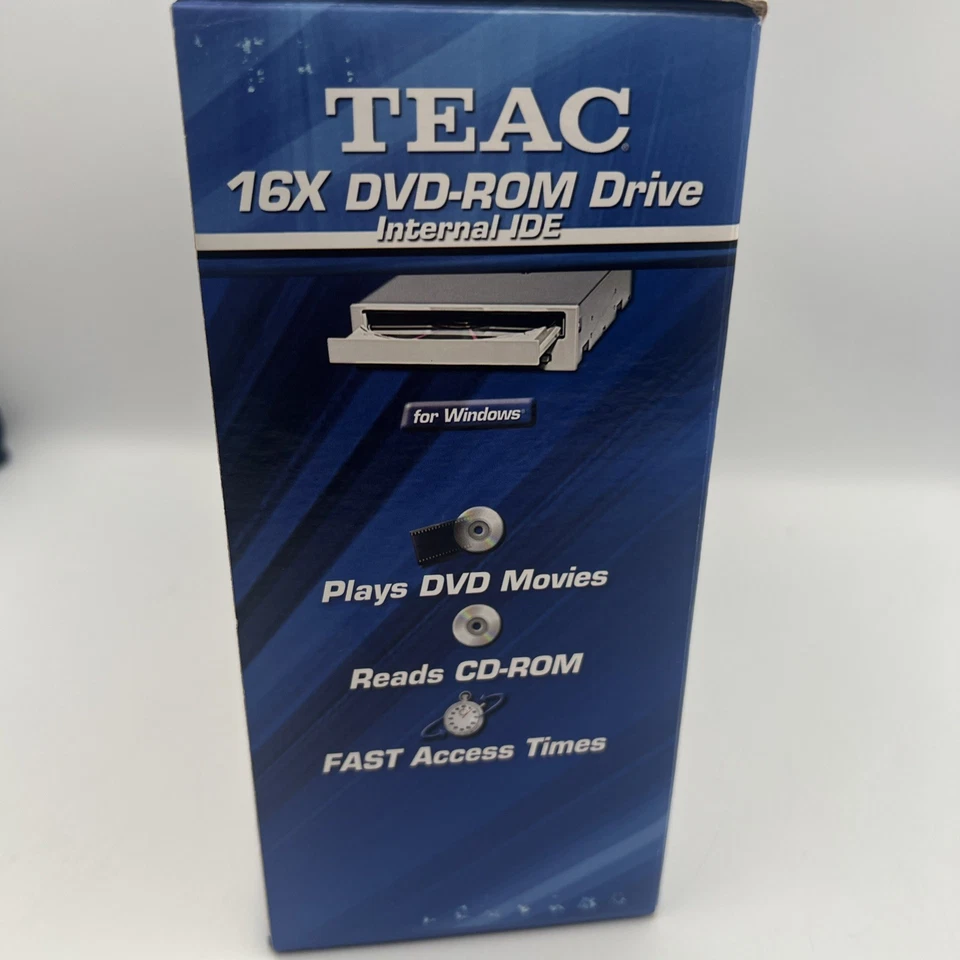 TEAC
16X DVD-ROM Drive
Internal IDE
for Windows®
Plays DVD Movies
Reads CD-ROM
FAST Access Times